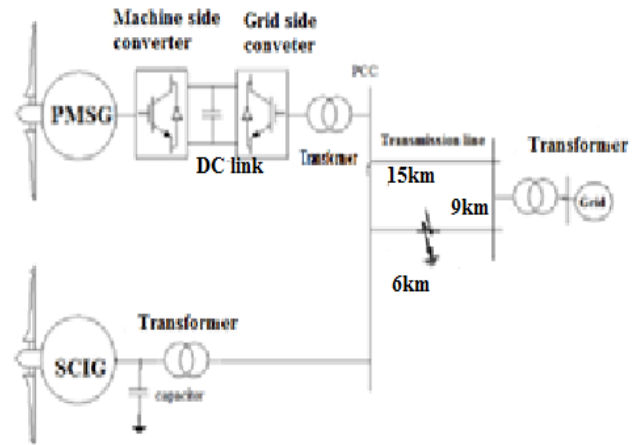 Machine side
converter
Grid side
conveter
PCC
PMSG
DC link
Transformer
Transmission line
Transformer
15km
9km
Grid
6km
Transformer
SCIG
capacitor